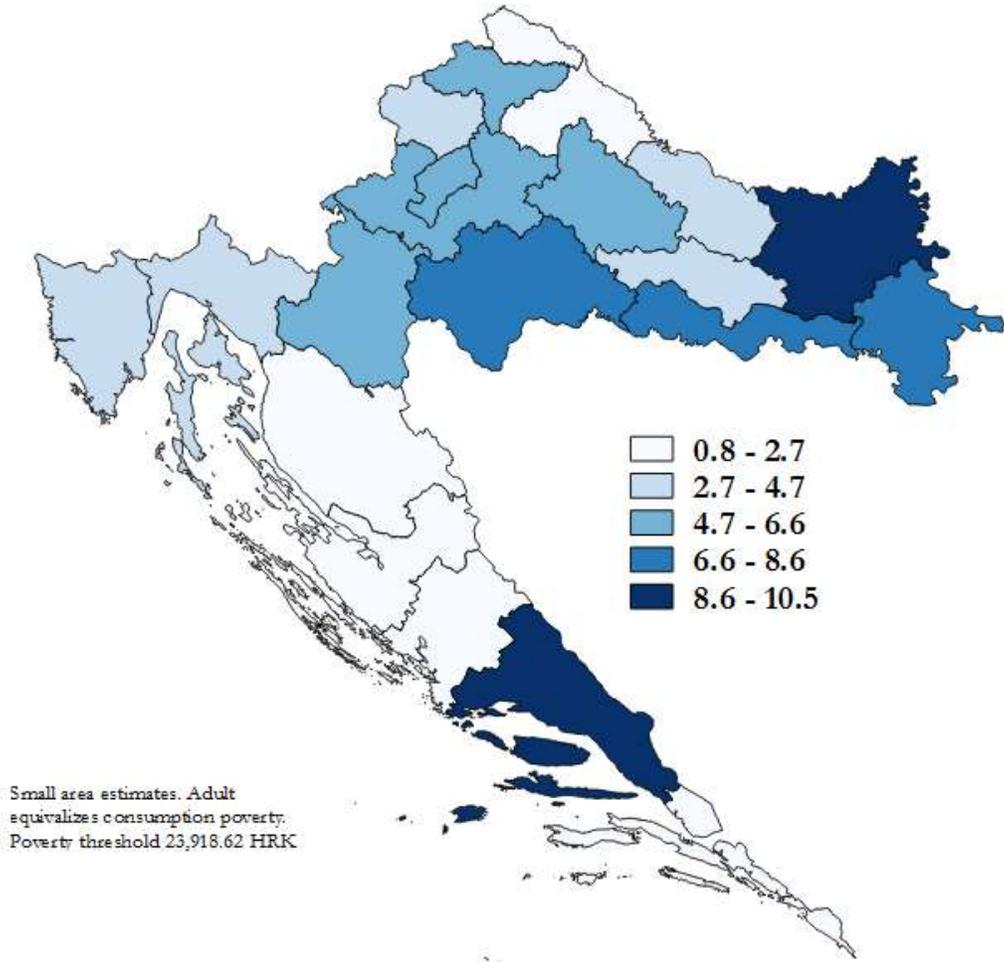 0.8 - 2.7
2.7 - 4.7
4.7 - 6.6
6.6 - 8.6
8.6 - 10.5
Small area estimates. Adult
equivalizes consumption poverty.
Poverty threshold 23,918.62 HRK